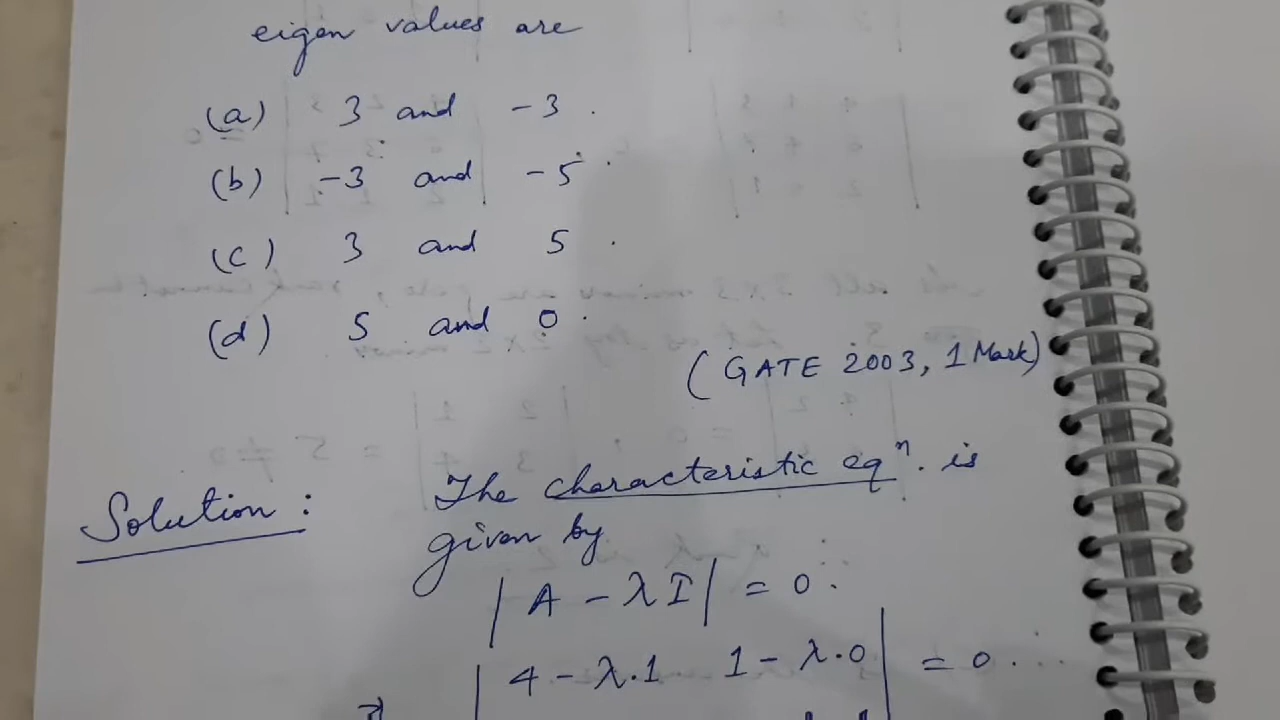 eigen values are
(a) 3 and -3.
(b) -3 and -5.
(c) 3 and 5.
(d) 5 and 0.
(GATE 2003, 1 Mark)
Solution: The characteristic eqⁿ. is
given by
|A - λI| = 0.
| 4 - λ.1 1 - λ.0 | = 0.